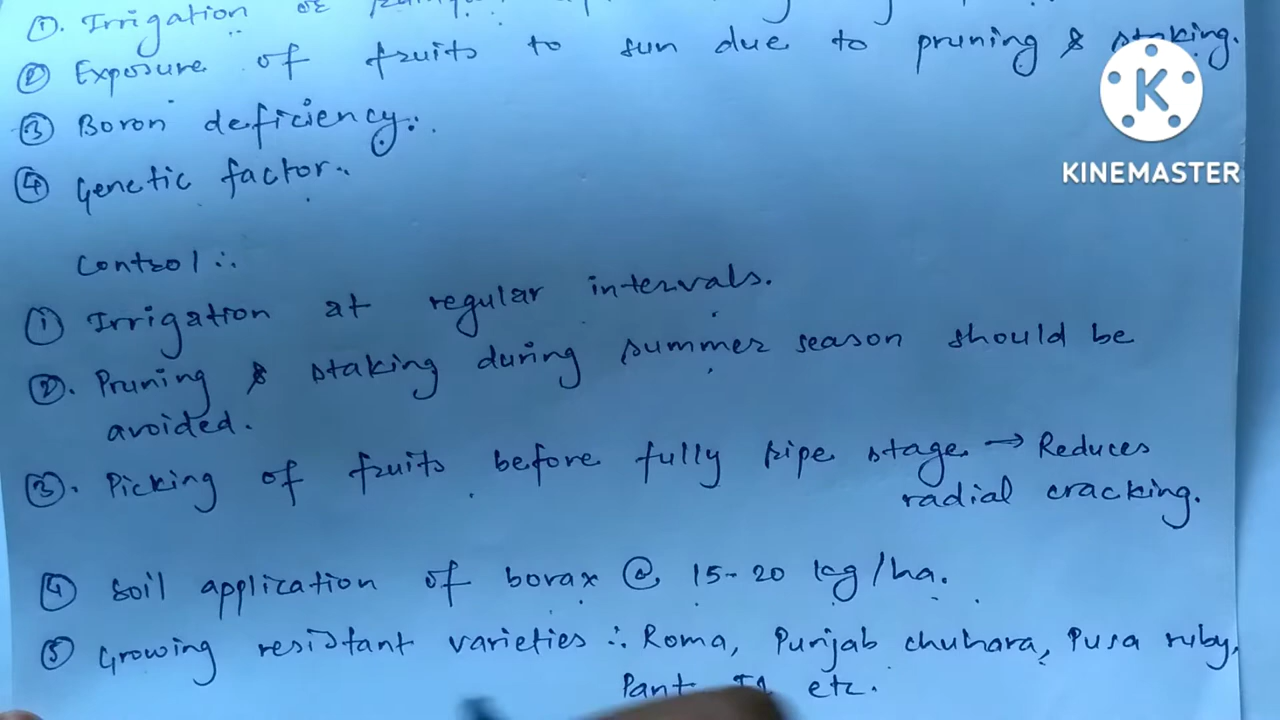 ①. Irrigation or
② Exposure of fruits to sun due to pruning & staking.
③ Boron deficiency:.
④ Genetic factor..
Control ∴
① Irrigation at regular intervals.
②. Pruning & staking during summer season should be
avoided.
③. Picking of fruits before fully ripe stage → Reduces
radial cracking.
④ Soil application of borax @ 15-20 kg/ha.
⑤ Growing resistant varieties ∴ Roma, Punjab chuhara, Pusa ruby,
Pant etc.
K
KINEMASTER